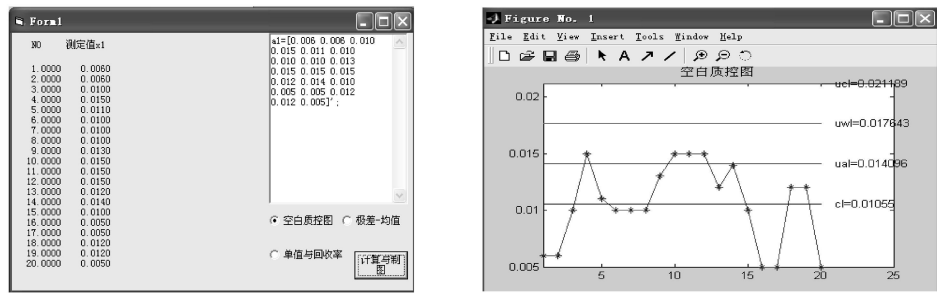 Form1
NO 测定值x1
1.0000 0.0060
2.0000 0.0060
3.0000 0.0100
4.0000 0.0150
5.0000 0.0110
6.0000 0.0100
7.0000 0.0100
8.0000 0.0100
9.0000 0.0130
10.0000 0.0150
11.0000 0.0150
12.0000 0.0150
13.0000 0.0120
14.0000 0.0140
15.0000 0.0100
16.0000 0.0050
17.0000 0.0050
18.0000 0.0120
19.0000 0.0120
20.0000 0.0050
a1=[0.006 0.006 0.010
0.015 0.011 0.010
0.010 0.010 0.013
0.015 0.015 0.015
0.012 0.014 0.010
0.005 0.005 0.012
0.012 0.005]';
空白质控图 极差-均值
单值与回收率
计算与制
图
Figure No. 1
File Edit View Insert Tools Window Help
A
空白质控图
ucl=0.021189
0.02
uwl=0.017643
0.015
ual=0.014096
0.01
cl=0.01055
0.005
5 10 15 20 25